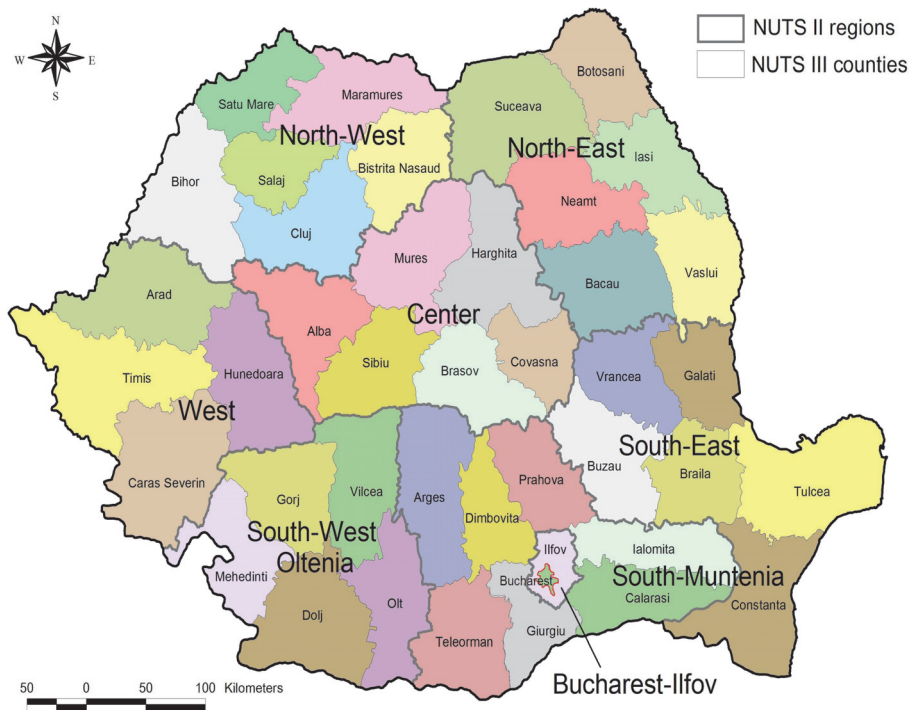 N
W E
S
NUTS II regions
NUTS III counties
Botosani
Maramures
Satu Mare
Suceava
North-West
North-East
Iasi
Bistrita Nasaud
Salaj
Bihor
Neamt
Cluj
Mures
Harghita
Vaslui
Bacau
Arad
Center
Alba
Covasna
Sibiu
Brasov
Hunedoara
Vrancea
Galati
Timis
West
South-East
Buzau
Braila
Prahova
Caras Severin
Tulcea
Vilcea
Gorj
Arges
Dimbovita
South-West
Oltenia
Ilfov
Ialomita
Mehedinti
Bucharest
South-Muntenia
Calarasi
Constanta
Olt
Dolj
Giurgiu
Teleorman
Bucharest-Ilfov
50 0 50 100 Kilometers